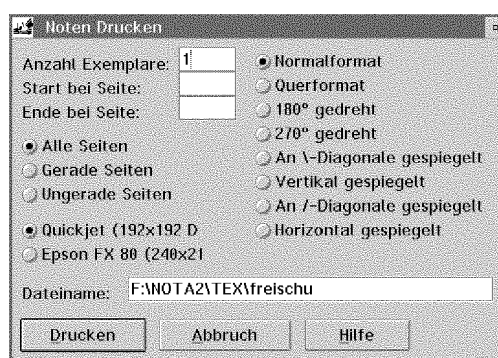 Noten Drucken
Anzahl Exemplare: 1
Start bei Seite:
Ende bei Seite:
Alle Seiten
Gerade Seiten
Ungerade Seiten
Quickjet (192x192 D
Epson FX 80 (240x21
Normalformat
Querformat
180° gedreht
270° gedreht
An \-Diagonale gespiegelt
Vertikal gespiegelt
An /-Diagonale gespiegelt
Horizontal gespiegelt
Dateiname: F:\NOTA2\TEX\freischu
Drucken Abbruch Hilfe